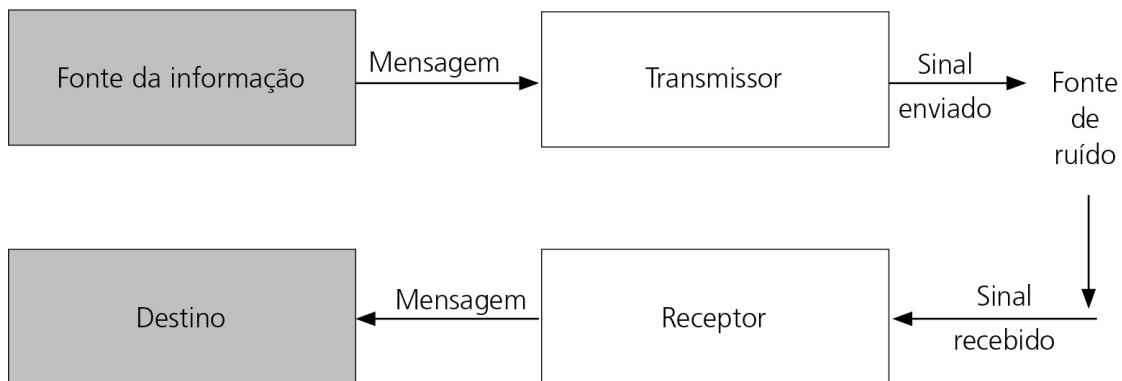 Fonte da informação
Mensagem
Transmissor
Sinal
enviado
Fonte
de
ruído
Destino
Mensagem
Receptor
Sinal
recebido